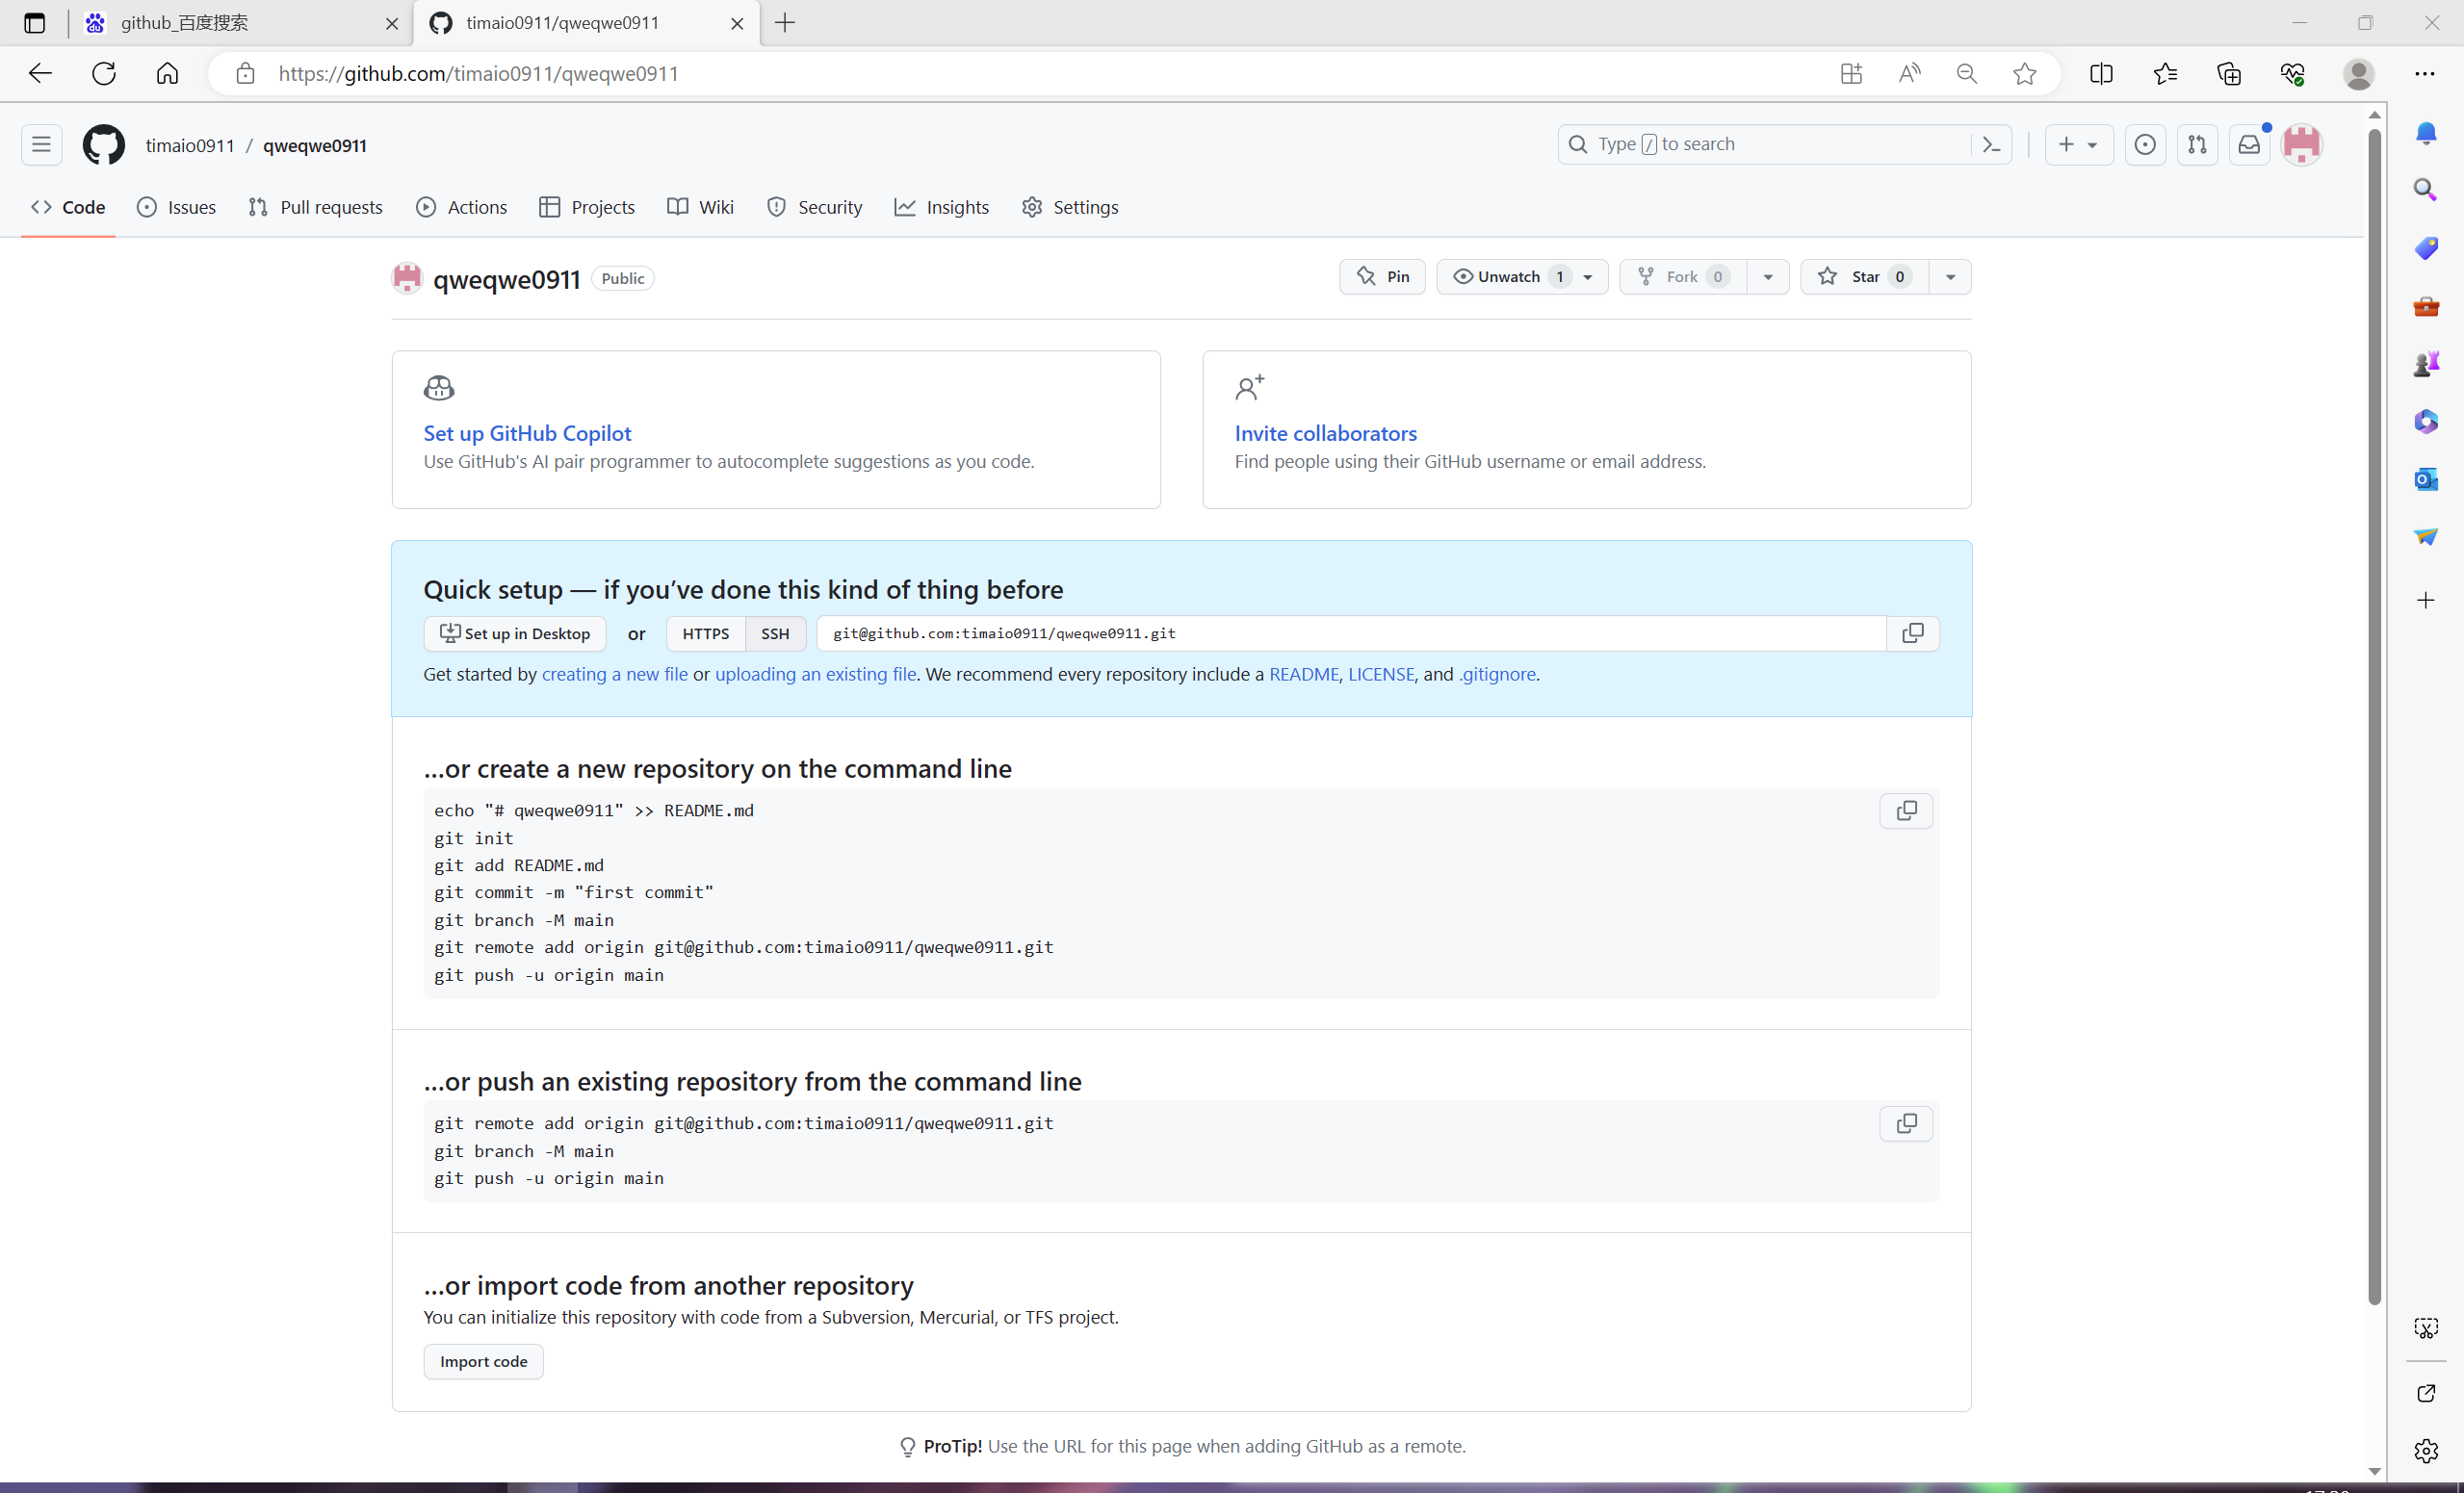 github_百度搜索
timaio0911/qweqwe0911
https://github.com/timaio0911/qweqwe0911
timaio0911 / qweqwe0911
Type / to search
Code Issues Pull requests Actions Projects Wiki Security Insights Settings
qweqwe0911 Public
Pin Unwatch 1 Fork 0 Star 0
Set up GitHub Copilot
Use GitHub's AI pair programmer to autocomplete suggestions as you code.
Invite collaborators
Find people using their GitHub username or email address.
Quick setup — if you’ve done this kind of thing before
Set up in Desktop or HTTPS SSH git@github.com:timaio0911/qweqwe0911.git
Get started by creating a new file or uploading an existing file. We recommend every repository include a README, LICENSE, and .gitignore.
…or create a new repository on the command line
echo "# qweqwe0911" >> README.md
git init
git add README.md
git commit -m "first commit"
git branch -M main
git remote add origin git@github.com:timaio0911/qweqwe0911.git
git push -u origin main
…or push an existing repository from the command line
git remote add origin git@github.com:timaio0911/qweqwe0911.git
git branch -M main
git push -u origin main
…or import code from another repository
You can initialize this repository with code from a Subversion, Mercurial, or TFS project.
Import code
ProTip! Use the URL for this page when adding GitHub as a remote.